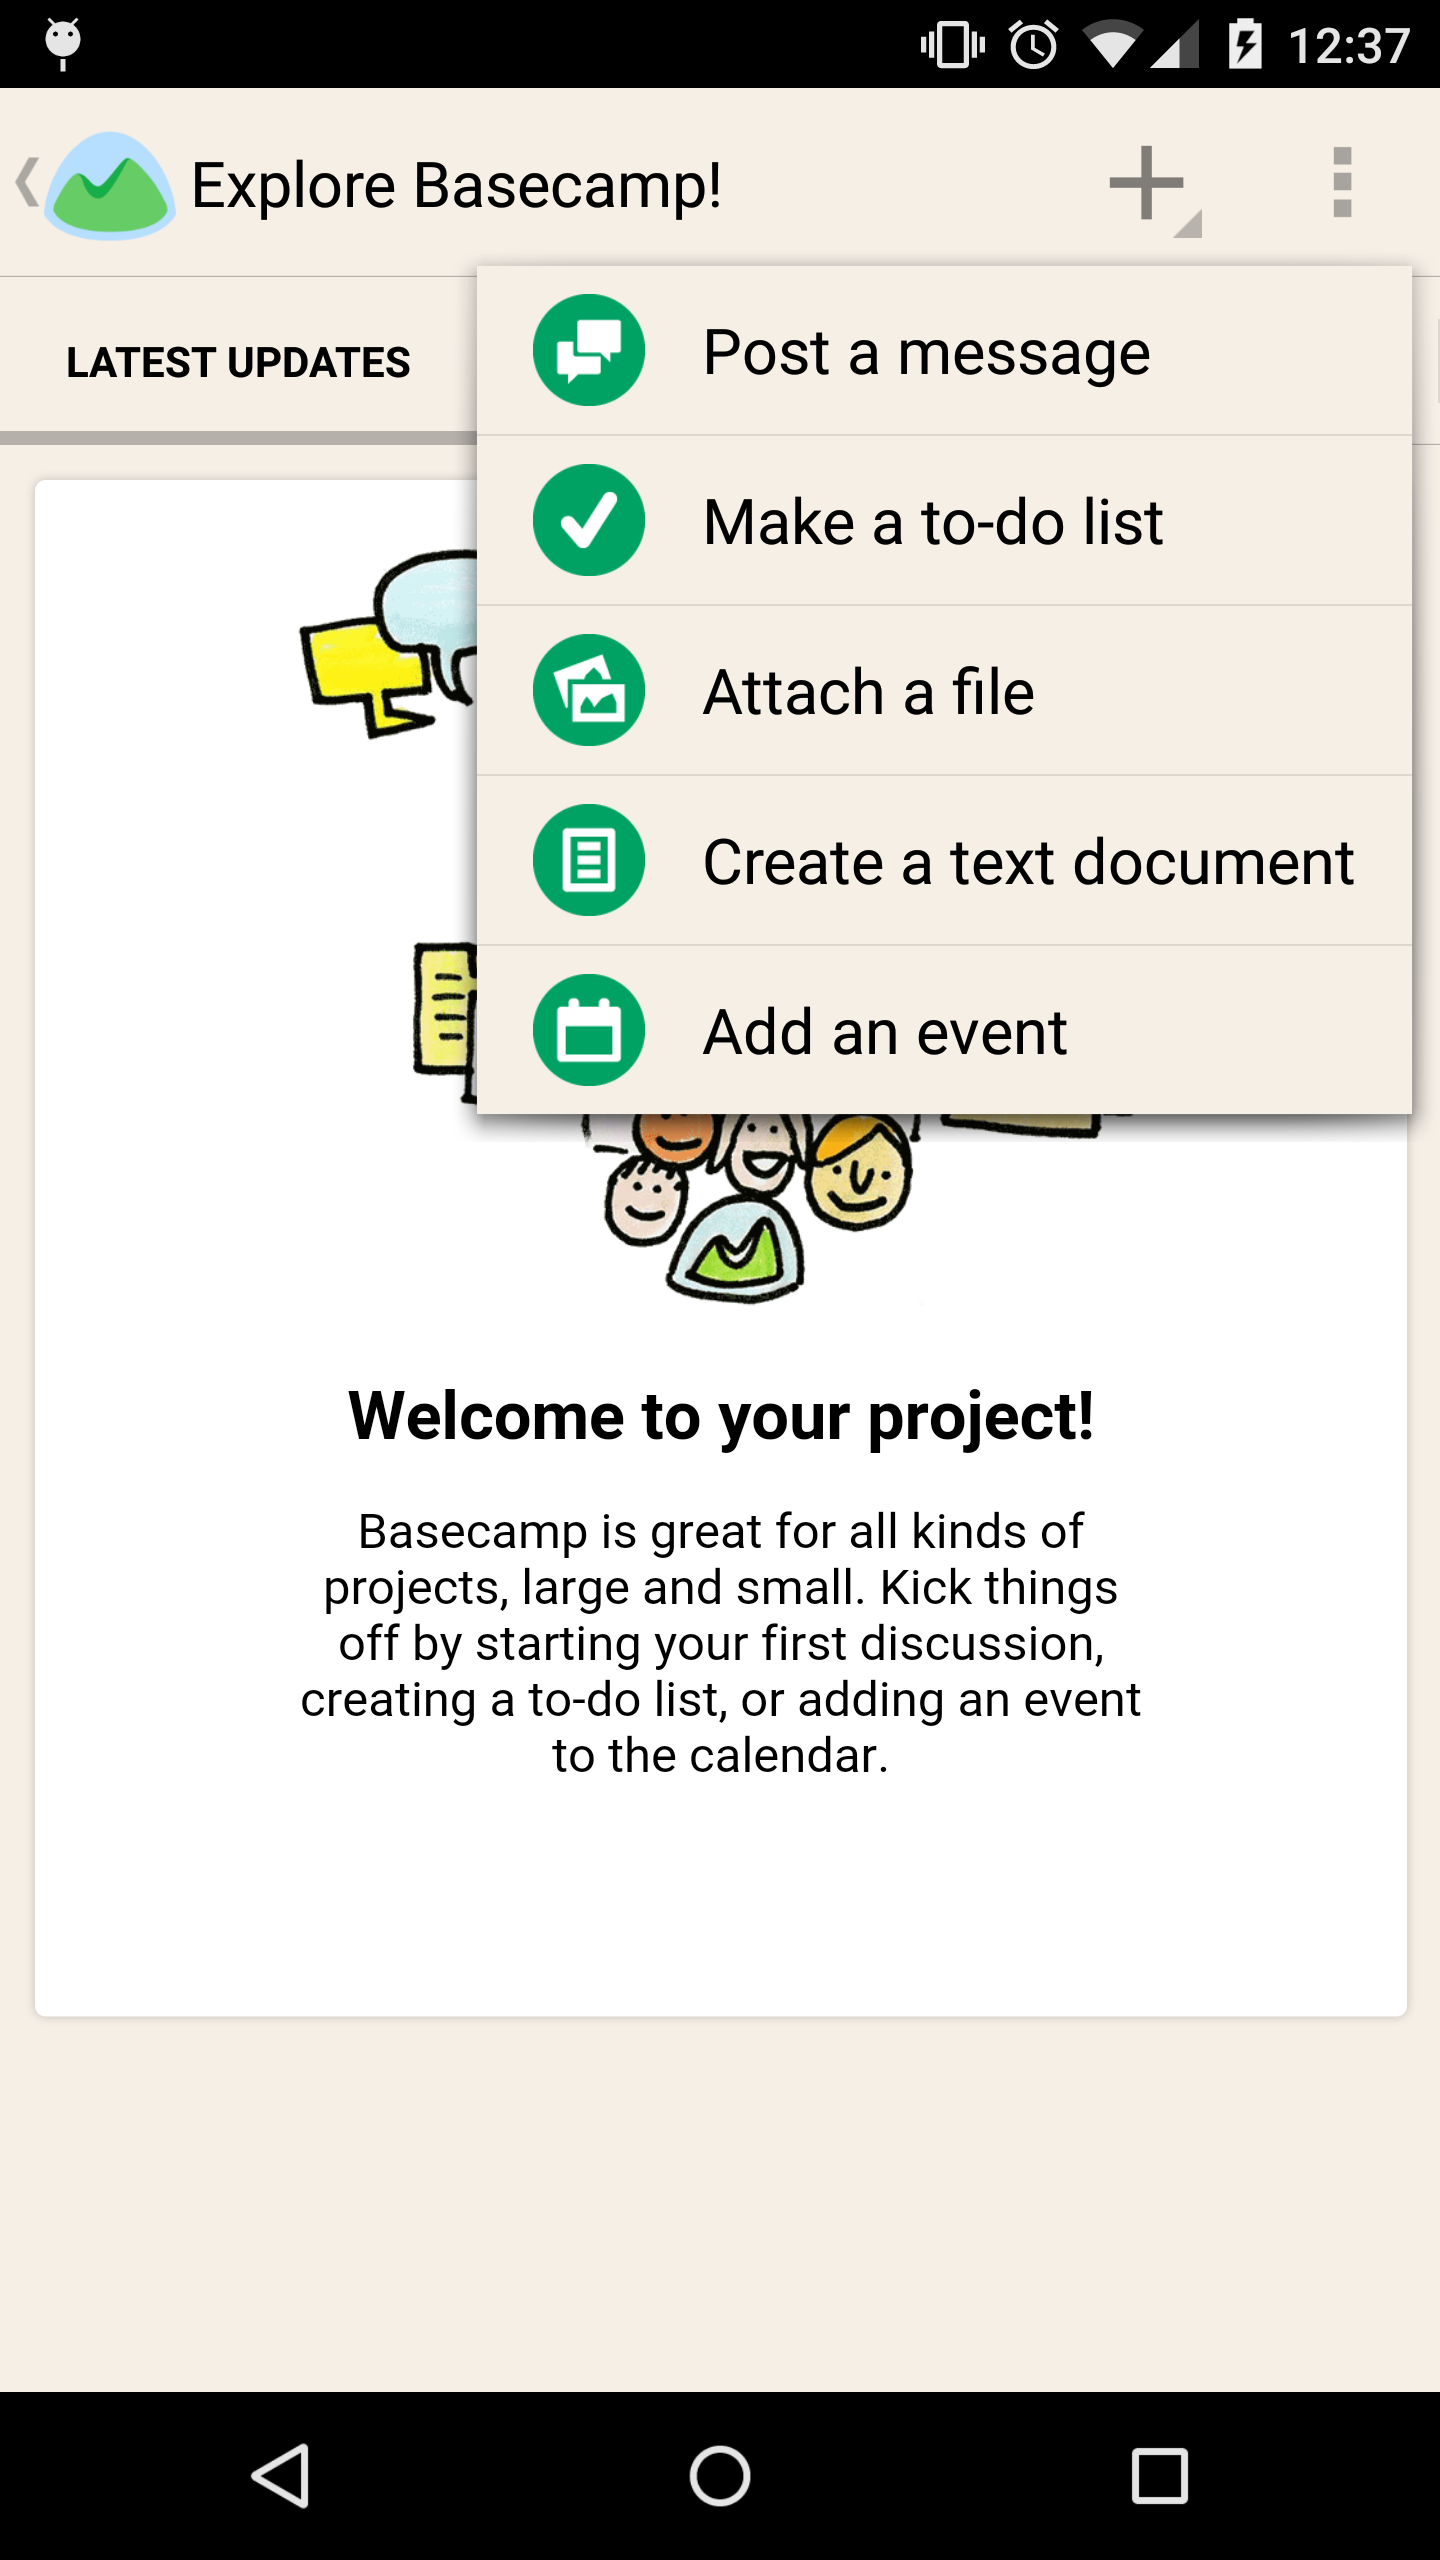 12:37
Explore Basecamp!
LATEST UPDATES
Post a message
Make a to-do list
Attach a file
Create a text document
Add an event
Welcome to your project!
Basecamp is great for all kinds of
projects, large and small. Kick things
off by starting your first discussion,
creating a to-do list, or adding an event
to the calendar.